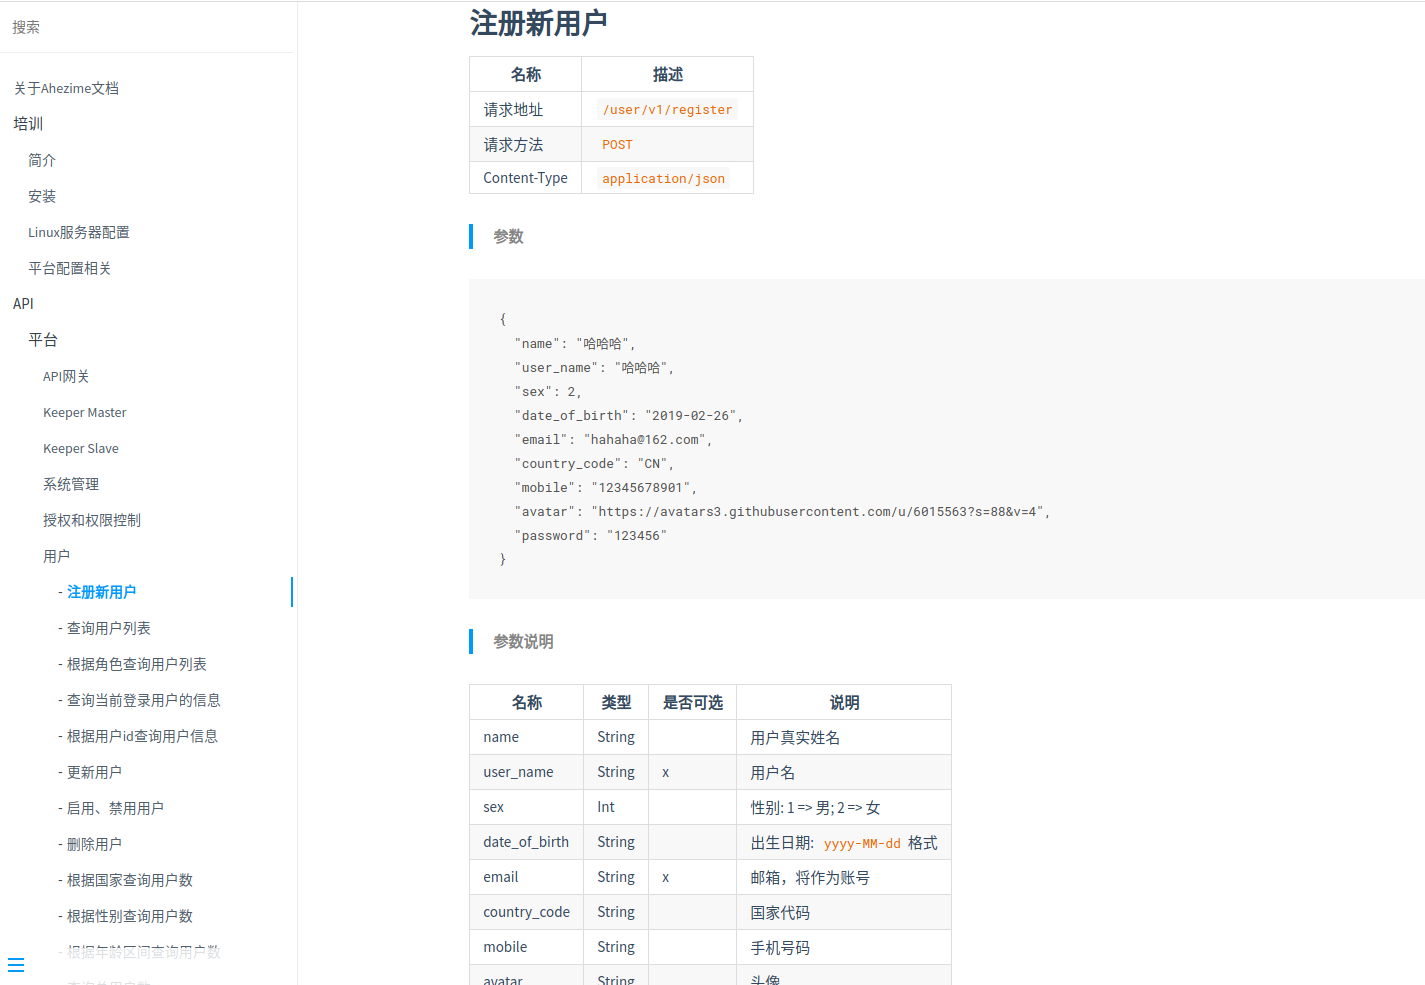 搜索
关于Ahezime文档
培训
简介
安装
Linux服务器配置
平台配置相关
API
平台
API网关
Keeper Master
Keeper Slave
系统管理
授权和权限控制
用户
- 注册新用户
- 查询用户列表
- 根据角色查询用户列表
- 查询当前登录用户的信息
- 根据用户id查询用户信息
- 更新用户
- 启用、禁用用户
- 删除用户
- 根据国家查询用户数
- 根据性别查询用户数
- 根据年龄区间查询用户数
注册新用户
名称 描述
请求地址 /user/v1/register
请求方法 POST
Content-Type application/json
参数
{
"name": "哈哈哈",
"user_name": "哈哈哈",
"sex": 2,
"date_of_birth": "2019-02-26",
"email": "hahaha@162.com",
"country_code": "CN",
"mobile": "12345678901",
"avatar": "https://avatars3.githubusercontent.com/u/6015563?s=88&v=4",
"password": "123456"
}
参数说明
名称 类型 是否可选 说明
name String 用户真实姓名
user_name String x 用户名
sex Int 性别: 1 => 男; 2 => 女
date_of_birth String 出生日期: yyyy-MM-dd 格式
email String x 邮箱，将作为账号
country_code String 国家代码
mobile String 手机号码
avatar String 头像